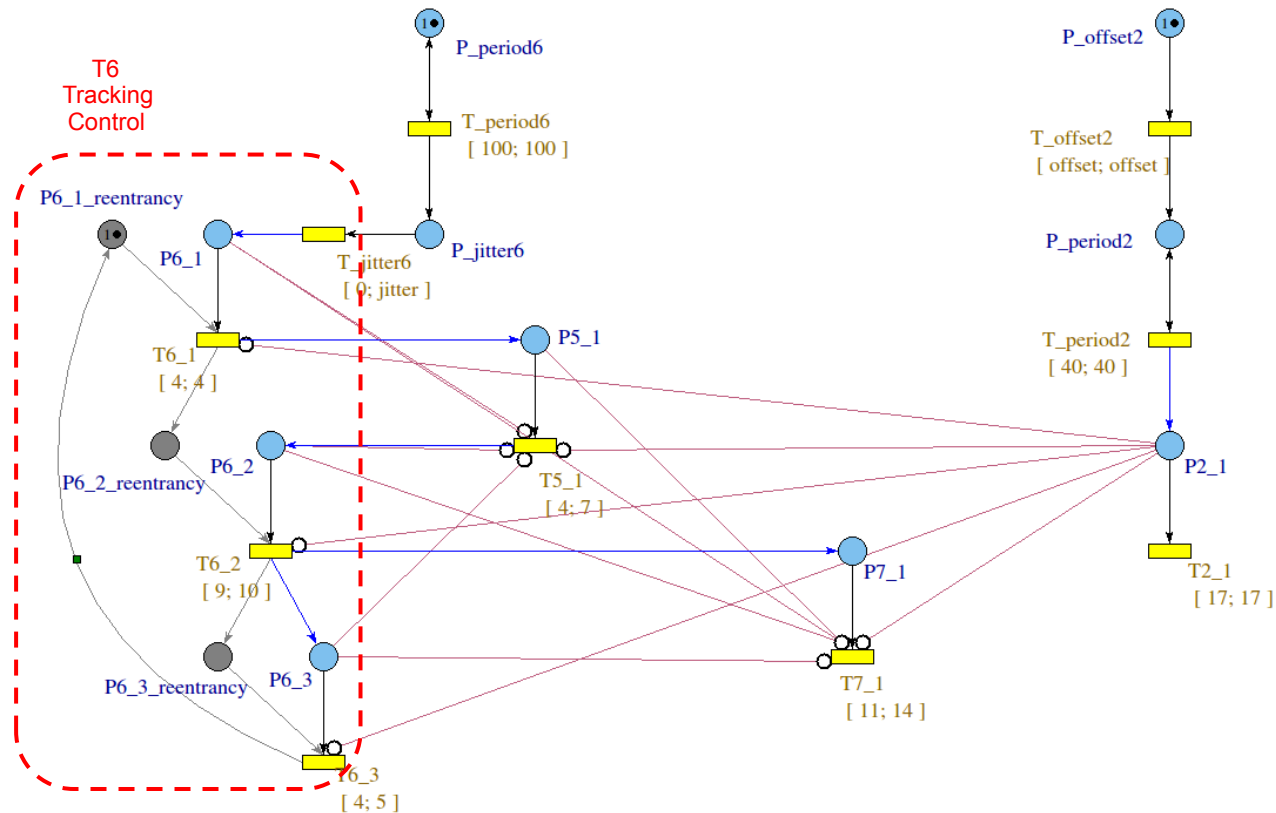 1
P_period6
1
P_offset2
T6
Tracking
Control
T_period6
[ 100; 100 ]
T_offset2
[ offset; offset ]
P6_1_reentrancy
1
P6_1
T_jitter6
[ 0; jitter ]
P_jitter6
P_period2
T6_1
[ 4; 4 ]
P5_1
T_period2
[ 40; 40 ]
P6_2_reentrancy
P6_2
T5_1
[ 4; 7 ]
P2_1
T6_2
[ 9; 10 ]
P7_1
T2_1
[ 17; 17 ]
P6_3_reentrancy
P6_3
T7_1
[ 11; 14 ]
T6_3
[ 4; 5 ]